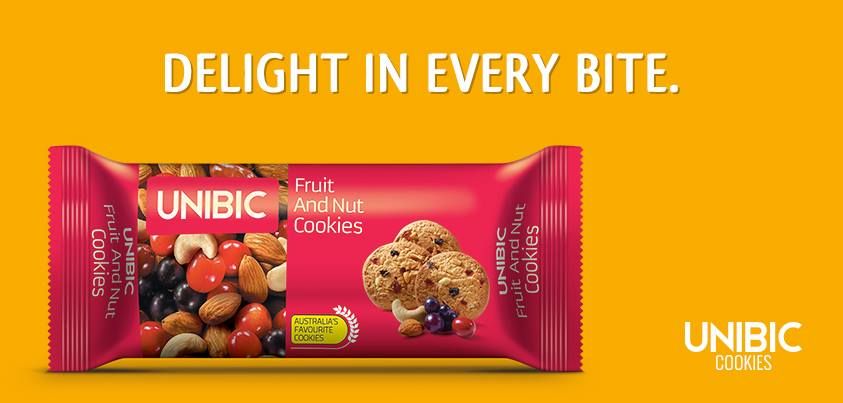 DELIGHT IN EVERY BITE.
UNIBIC
Fruit And Nut
Cookies
UNIBIC
Fruit
And Nut
Cookies
AUSTRALIA'S
FAVOURITE
COOKIES
UNIBIC
Fruit And Nut
Cookies
UNIBIC
COOKIES